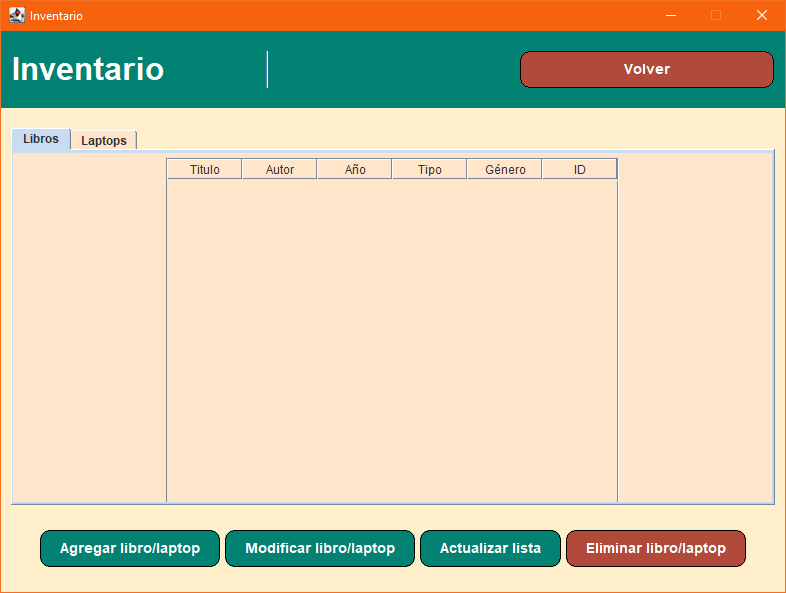 Inventario
Inventario
Volver
Libros
Laptops
Titulo Autor Año Tipo Género ID
Agregar libro/laptop Modificar libro/laptop Actualizar lista Eliminar libro/laptop